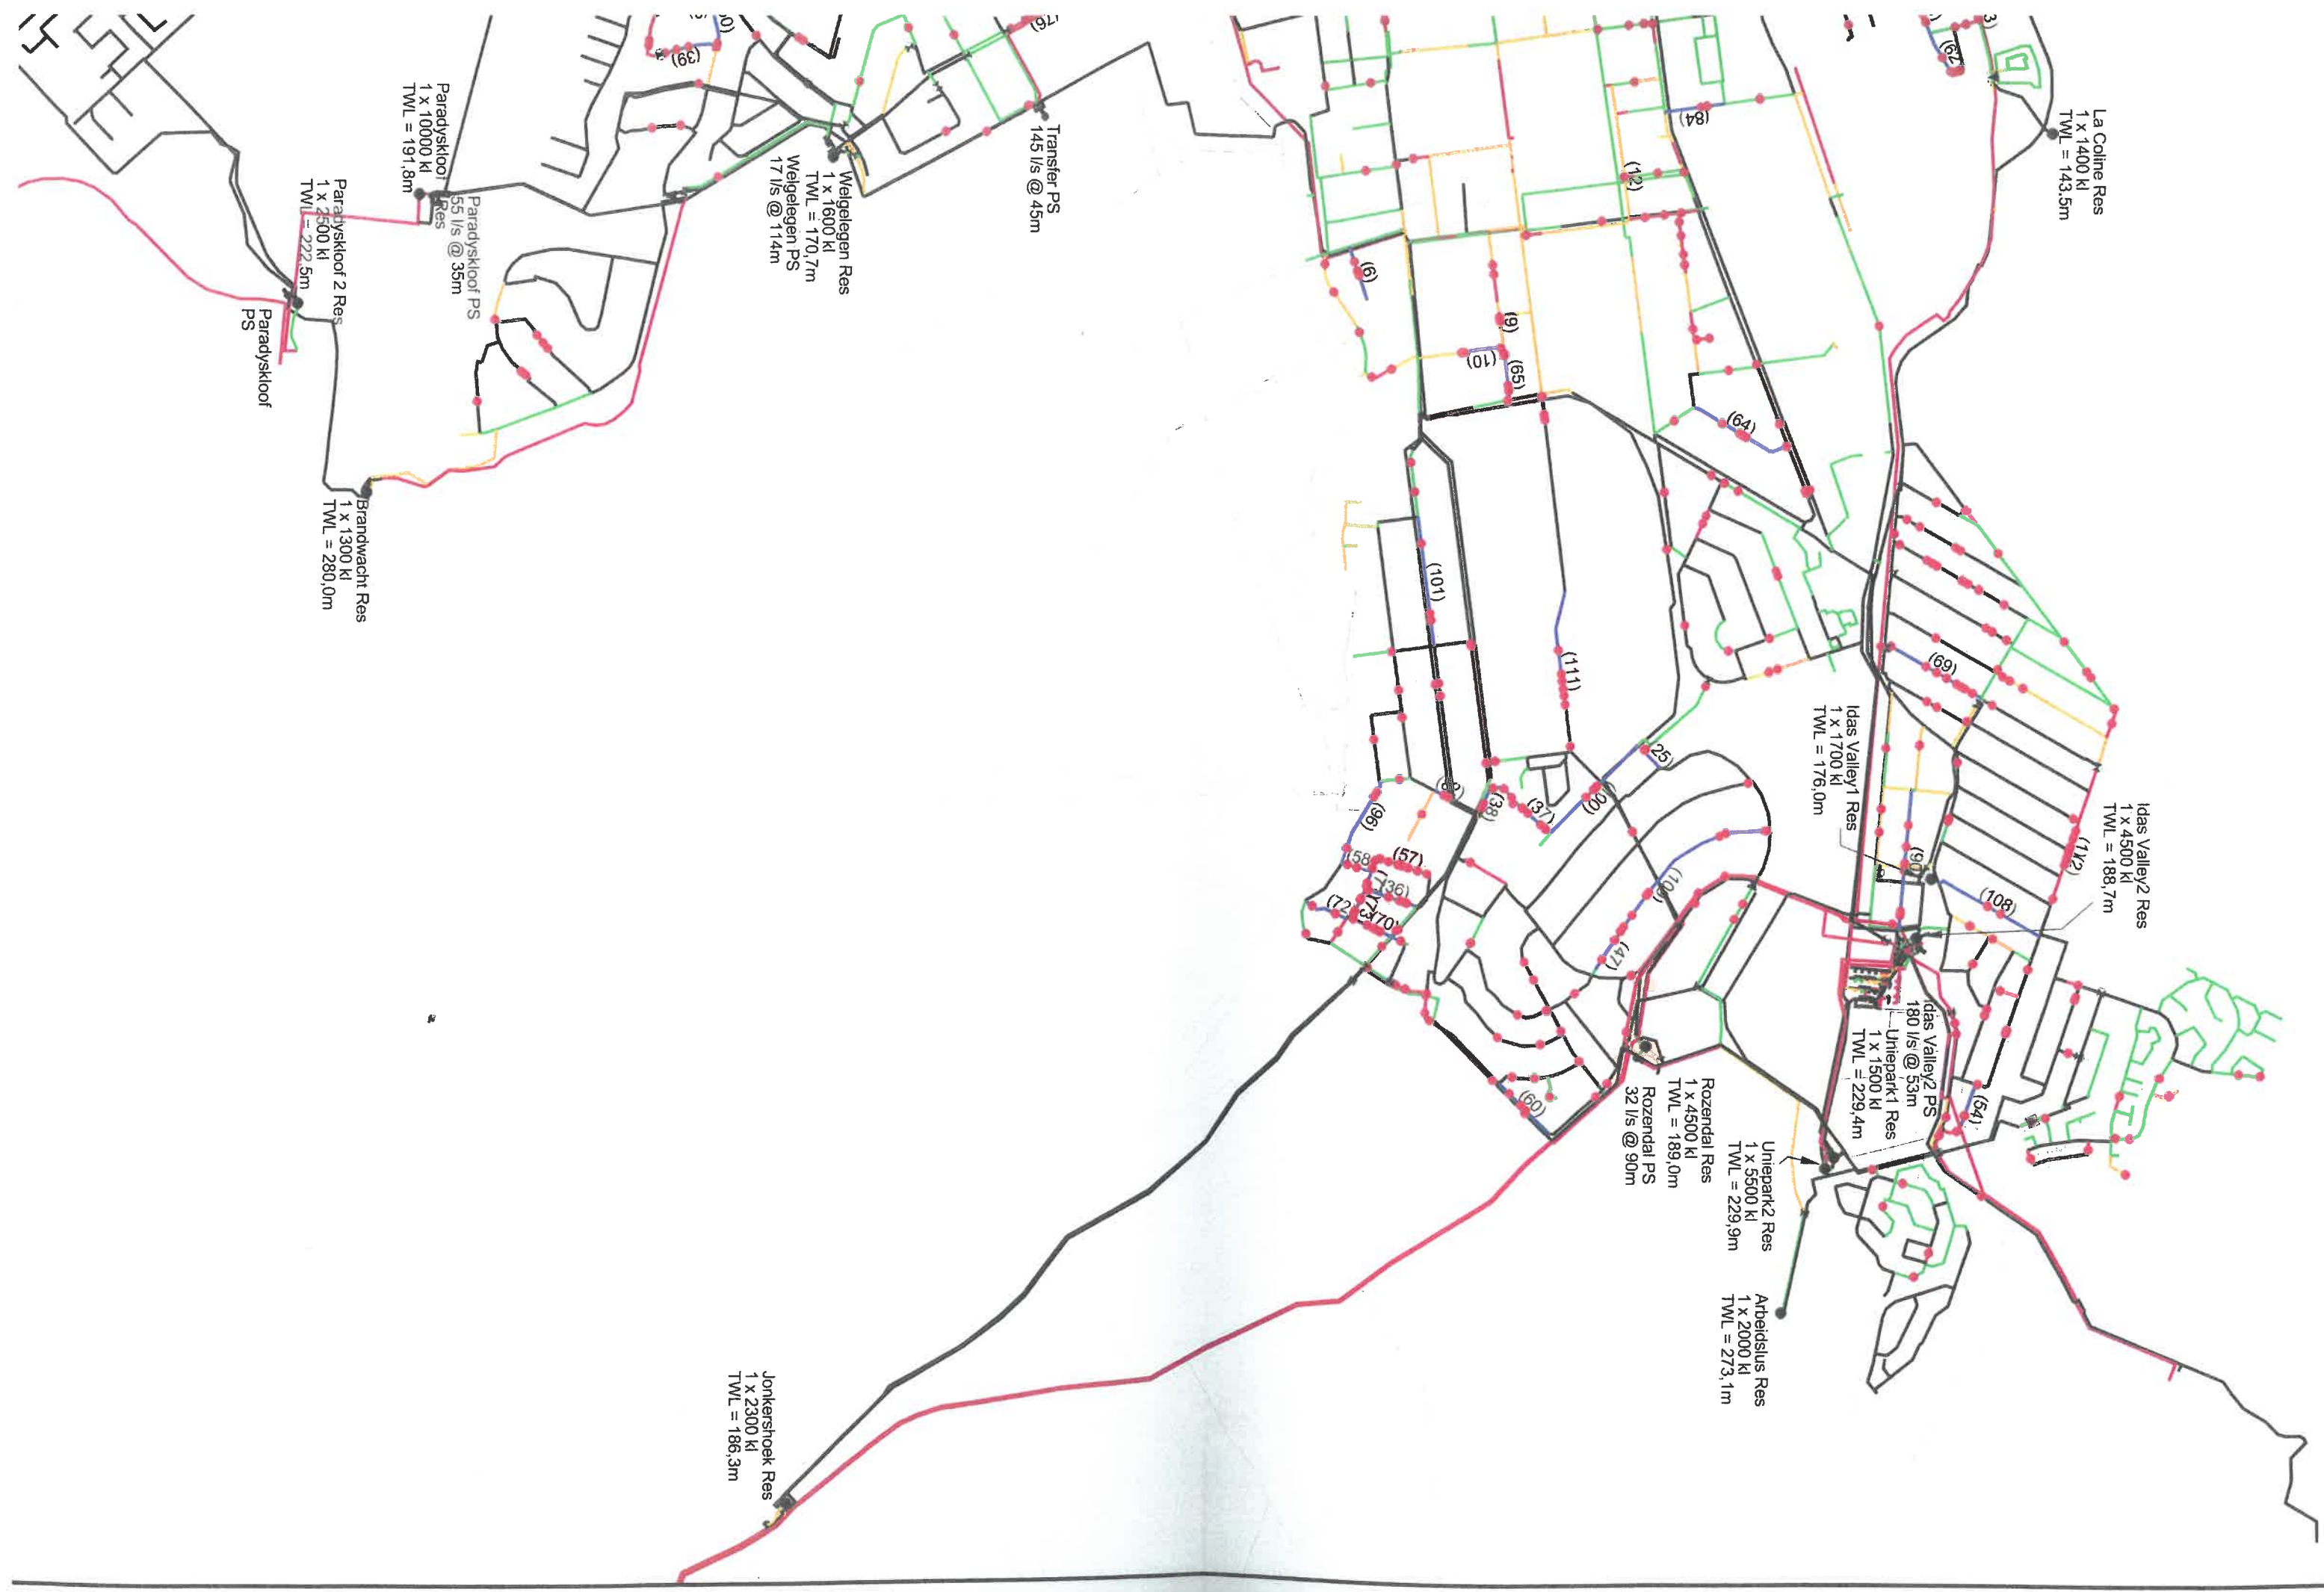 La Coline Res
1 x 1400 kl
TWL = 143.5m
Idas Valley2 Res
1 x 4500 kl
TWL = 188,7m
Idas Valley1 Res
1 x 1700 kl
TWL = 176,0m
Idas Valley2 PS
180 l/s @ 53m
Uniepark1 Res
1 x 1500 kl
TWL = 229,4m
Uniepark2 Res
1 x 5500 kl
TWL = 229,9m
Arbeidslus Res
1 x 2000 kl
TWL = 273,1m
Rozendal Res
1 x 4500 kl
TWL = 189,0m
Rozendal PS
32 l/s @ 90m
Transfer PS
145 l/s @ 45m
Welgelegen Res
1 x 1600 kl
TWL = 170,7m
Welgelegen PS
17 l/s @ 114m
Jonkershoek Res
1 x 2300 kl
TWL = 186,3m
Paradyskloof PS
55 l/s @ 35m
Paradyskloof
Res
1 x 10000 kl
TWL = 191,8m
Paradyskloof 2 Res
1 x 2500 kl
TWL = 222,5m
Paradyskloof
PS
Brandwacht Res
1 x 1300 kl
TWL = 280,0m
(62)
(84)
(12)
(39)
(6)
(9)
(10)
(65)
(64)
(101)
(111)
(69)
(112)
(90)
(108)
(54)
(25)
(37)
(38)
(96)
(58)
(57)
(36)
(72)
(70)
(47)
(60)